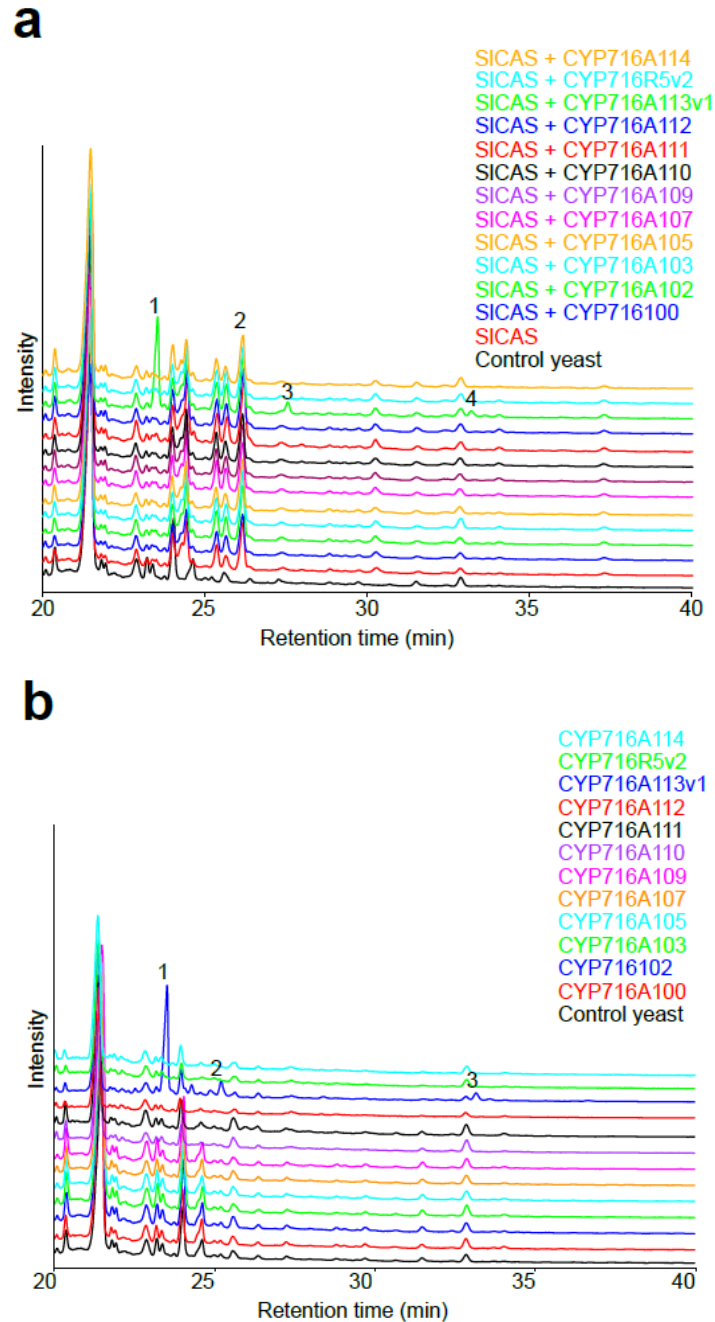 a
SlCAS + CYP716A114
SlCAS + CYP716R5v2
SlCAS + CYP716A113v1
SlCAS + CYP716A112
SlCAS + CYP716A111
SlCAS + CYP716A110
SlCAS + CYP716A109
SlCAS + CYP716A107
SlCAS + CYP716A105
SlCAS + CYP716A103
SlCAS + CYP716A102
SlCAS + CYP716100
SlCAS
Control yeast
1
2
3
4
Intensity
20 25 30 35 40
Retention time (min)
b
CYP716A114
CYP716R5v2
CYP716A113v1
CYP716A112
CYP716A111
CYP716A110
CYP716A109
CYP716A107
CYP716A105
CYP716A103
CYP716102
CYP716A100
Control yeast
1
2
3
Intensity
20 25 30 35 40
Retention time (min)